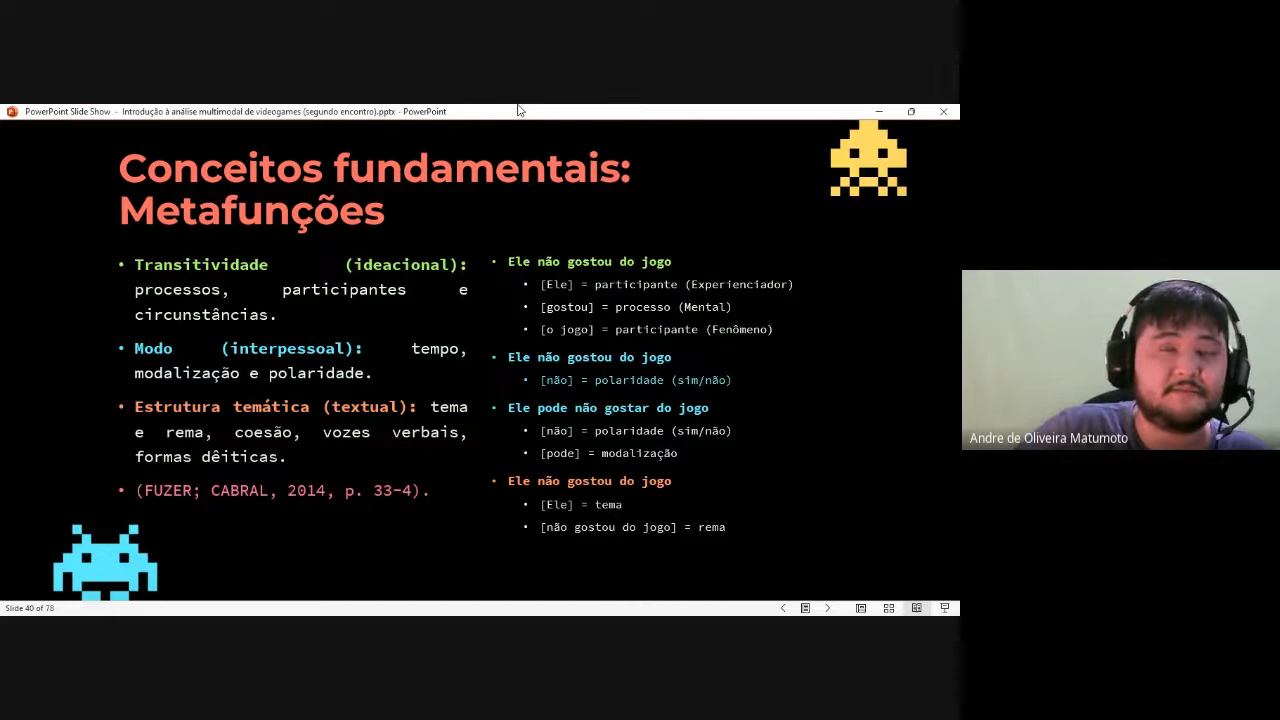 PowerPoint Slide Show - Introdução à análise multimodal de videogames (segundo encontro).pptx - PowerPoint
Conceitos fundamentais:
Metafunções
• Transitividade (ideacional):
processos, participantes e
circunstâncias.
• Modo (interpessoal): tempo,
modalização e polaridade.
• Estrutura temática (textual): tema
e rema, coesão, vozes verbais,
formas dêiticas.
• (FUZER; CABRAL, 2014, p. 33-4).
• Ele não gostou do jogo
• [Ele] = participante (Experienciador)
• [gostou] = processo (Mental)
• [o jogo] = participante (Fenômeno)
• Ele não gostou do jogo
• [não] = polaridade (sim/não)
• Ele pode não gostar do jogo
• [não] = polaridade (sim/não)
• [pode] = modalização
• Ele não gostou do jogo
• [Ele] = tema
• [não gostou do jogo] = rema
Slide 40 of 78
Andre de Oliveira Matumoto